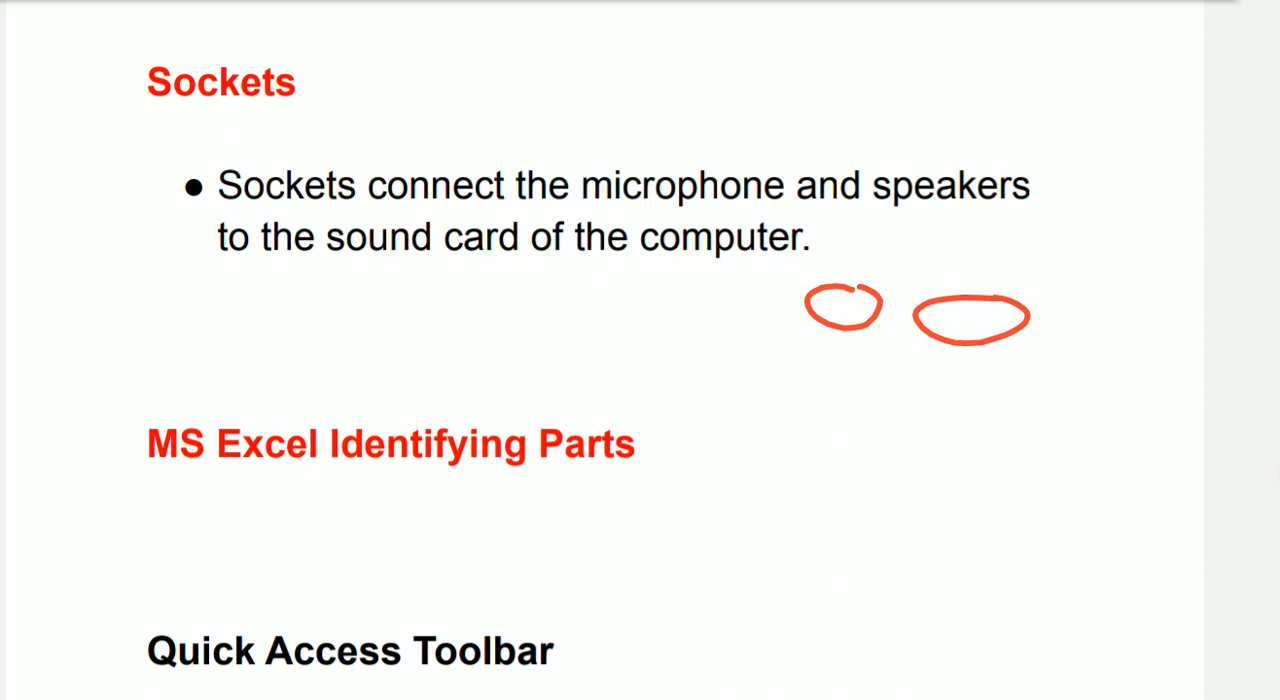 Sockets
● Sockets connect the microphone and speakers
to the sound card of the computer.
MS Excel Identifying Parts
Quick Access Toolbar